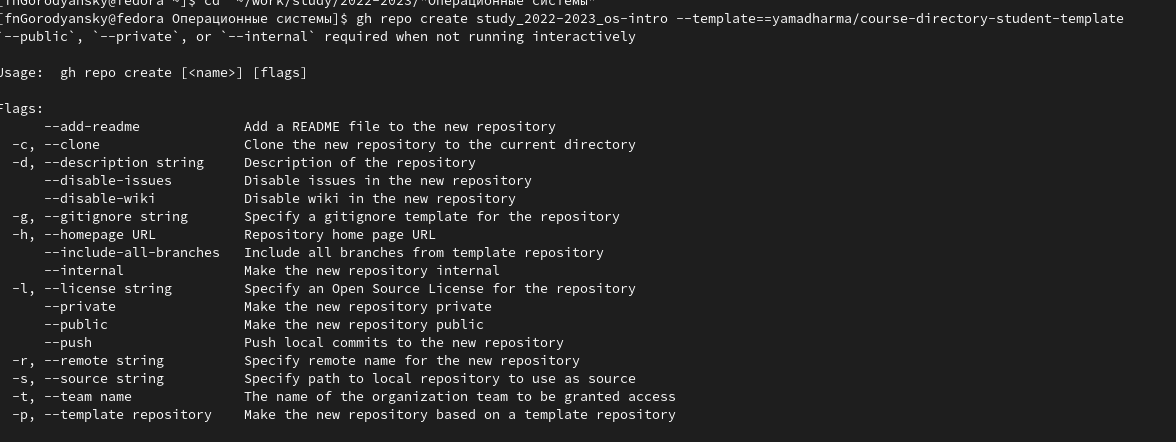 [fnGorodyansky@fedora ~]$ cd ~/work/study/2022-2023/"Операционные системы"
[fnGorodyansky@fedora Операционные системы]$ gh repo create study_2022-2023_os-intro --template==yamadharma/course-directory-student-template
`--public`, `--private`, or `--internal` required when not running interactively
Usage:  gh repo create [<name>] [flags]
Flags:
--add-readme Add a README file to the new repository
-c, --clone Clone the new repository to the current directory
-d, --description string Description of the repository
--disable-issues Disable issues in the new repository
--disable-wiki Disable wiki in the new repository
-g, --gitignore string Specify a gitignore template for the repository
-h, --homepage URL Repository home page URL
--include-all-branches Include all branches from template repository
--internal Make the new repository internal
-l, --license string Specify an Open Source License for the repository
--private Make the new repository private
--public Make the new repository public
--push Push local commits to the new repository
-r, --remote string Specify remote name for the new repository
-s, --source string Specify path to local repository to use as source
-t, --team name The name of the organization team to be granted access
-p, --template repository Make the new repository based on a template repository